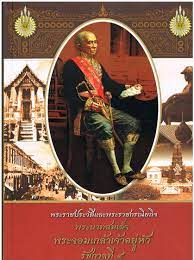 พระราชประวัติและพระราชกรณียกิจ
พระบาทสมเด็จ
พระจอมเกล้าเจ้าอยู่หัว
รัชกาลที่ ๔